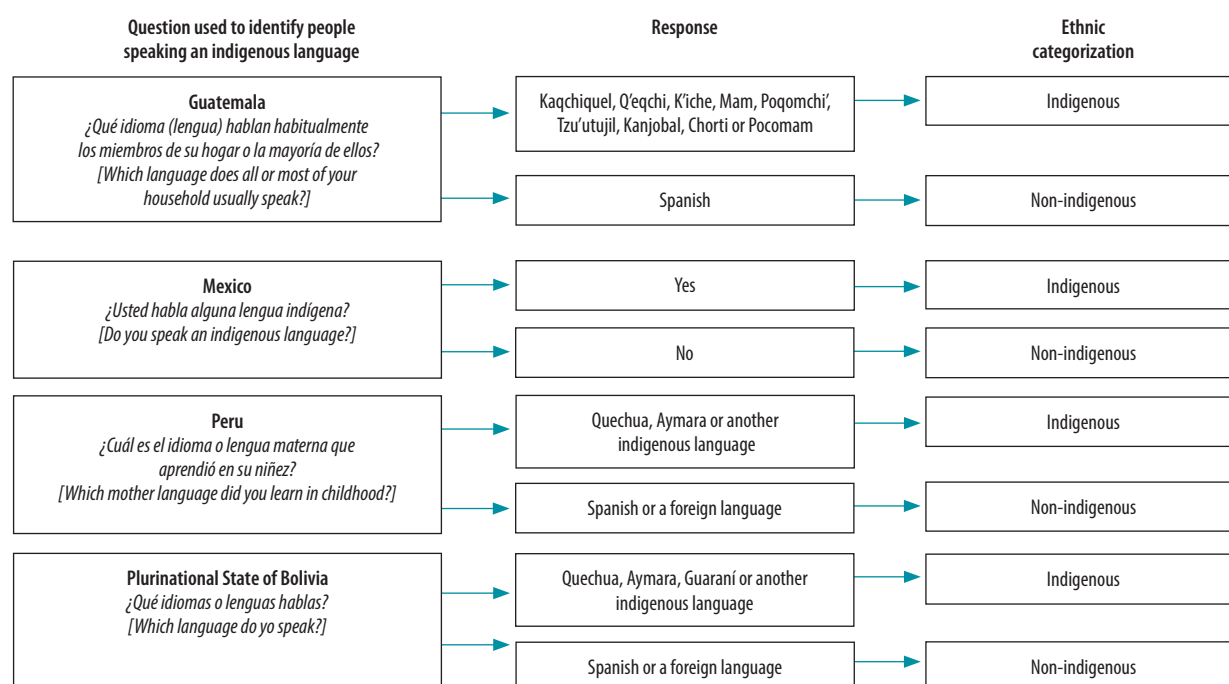 Question used to identify people
speaking an indigenous language
Response
Ethnic
categorization
Guatemala
¿Qué idioma (lengua) hablan habitualmente
los miembros de su hogar o la mayoría de ellos?
[Which language does all or most of your
household usually speak?]
Kaqchiquel, Q’eqchi, K’iche, Mam, Poqomchi’,
Tzu’utujil, Kanjobal, Chorti or Pocomam
Indigenous
Spanish
Non-indigenous
Mexico
¿Usted habla alguna lengua indígena?
[Do you speak an indigenous language?]
Yes
Indigenous
No
Non-indigenous
Peru
¿Cuál es el idioma o lengua materna que
aprendió en su niñez?
[Which mother language did you learn in childhood?]
Quechua, Aymara or another
indigenous language
Indigenous
Spanish or a foreign language
Non-indigenous
Plurinational State of Bolivia
¿Qué idiomas o lenguas hablas?
[Which language do yo speak?]
Quechua, Aymara, Guaraní or another
indigenous language
Indigenous
Spanish or a foreign language
Non-indigenous